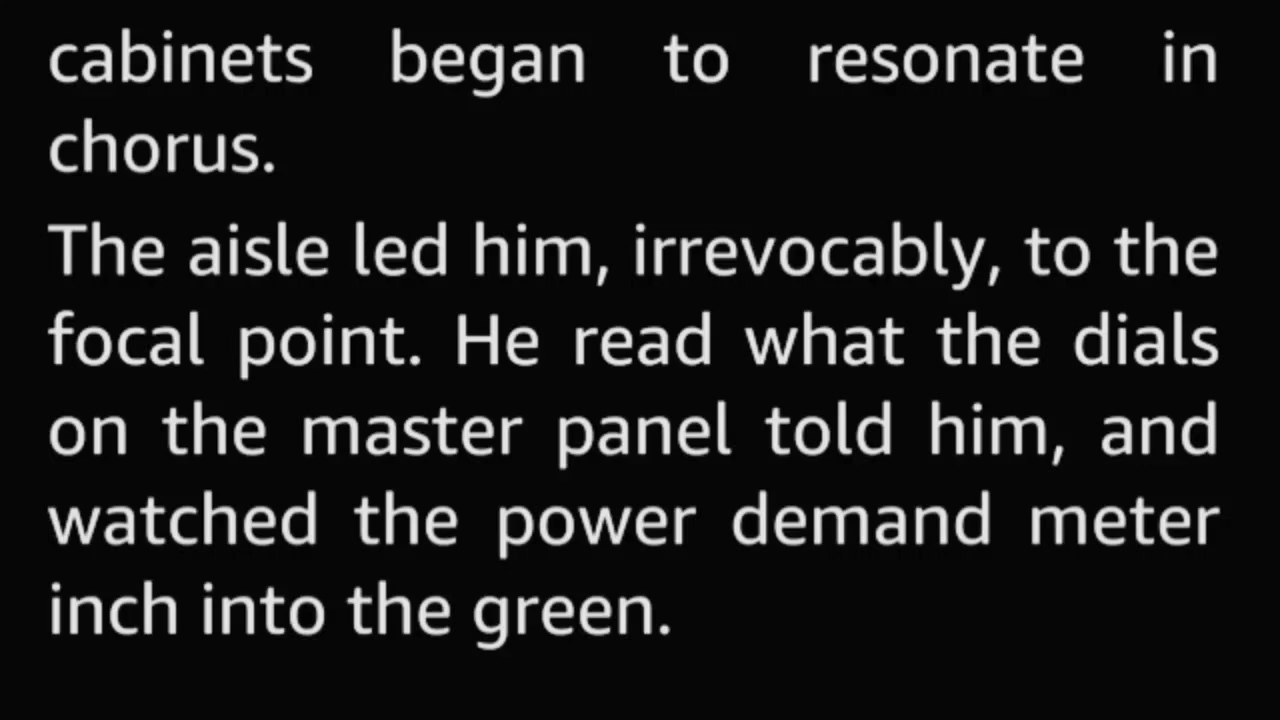 cabinets began to resonate in
chorus.
The aisle led him, irrevocably, to the
focal point. He read what the dials
on the master panel told him, and
watched the power demand meter
inch into the green.